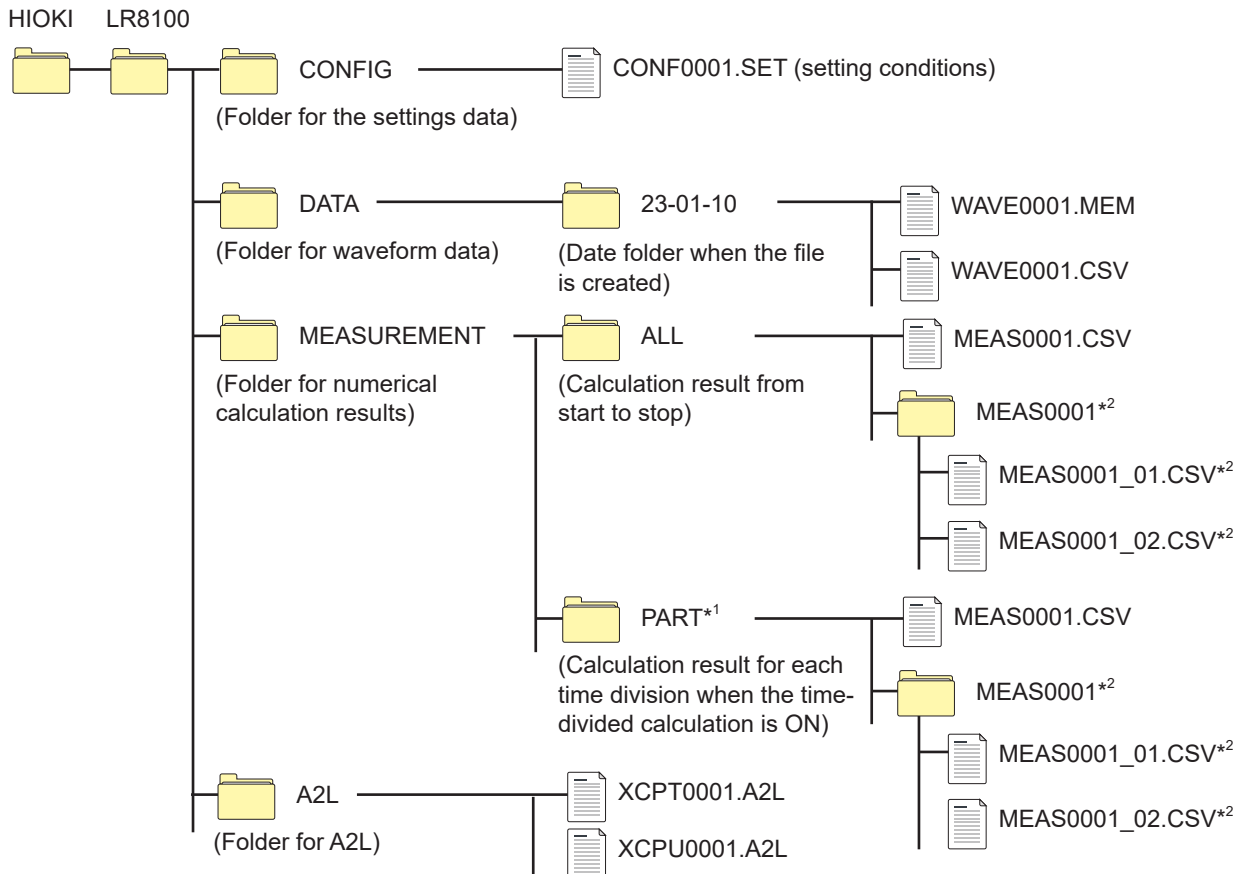 HIOKI LR8100
CONFIG CONF0001.SET (setting conditions)
(Folder for the settings data)
DATA 23-01-10 WAVE0001.MEM
(Folder for waveform data) (Date folder when the file
is created)
WAVE0001.CSV
MEASUREMENT ALL MEAS0001.CSV
(Folder for numerical
calculation results)
(Calculation result from
start to stop)
MEAS0001*2
MEAS0001_01.CSV*2
MEAS0001_02.CSV*2
PART*1 MEAS0001.CSV
(Calculation result for each
time division when the time-
divided calculation is ON)
MEAS0001*2
MEAS0001_01.CSV*2
MEAS0001_02.CSV*2
A2L XCPT0001.A2L
(Folder for A2L)
XCPU0001.A2L